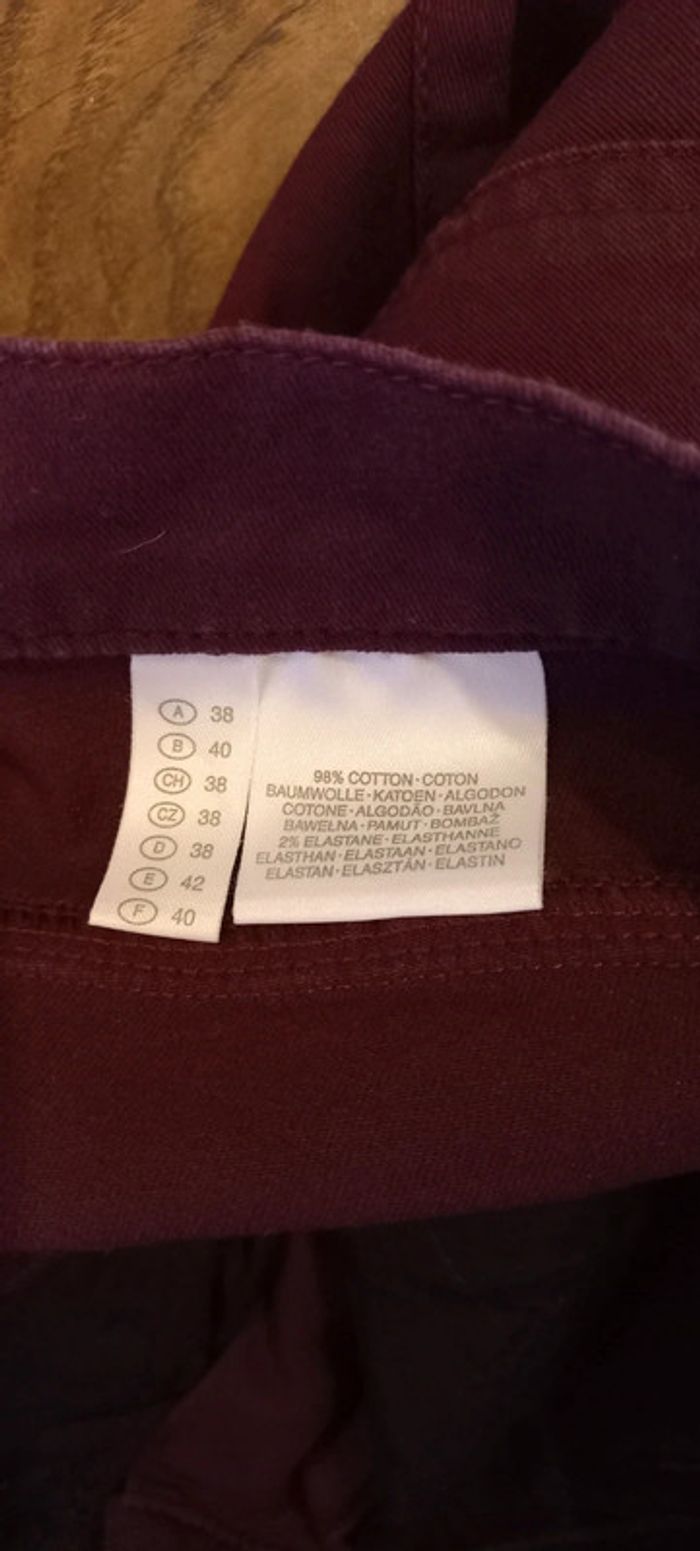 A 38
B 40
CH 38
CZ 38
D 38
E 42
F 40
98% COTTON·COTON
BAUMWOLLE·KATOEN·ALGODON
COTONE·ALGODÃO·BAVLNA
BAWEŁNA·PAMUT·BOMBAŽ
2% ELASTANE·ELASTHANNE
ELASTHAN·ELASTAAN·ELASTANO
ELASTAN·ELASZTÁN·ELASTIN